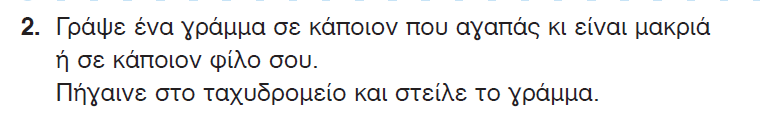 2. Γράψε ένα γράμμα σε κάποιον που αγαπάς κι είναι μακριά
ή σε κάποιον φίλο σου.
Πήγαινε στο ταχυδρομείο και στείλε το γράμμα.